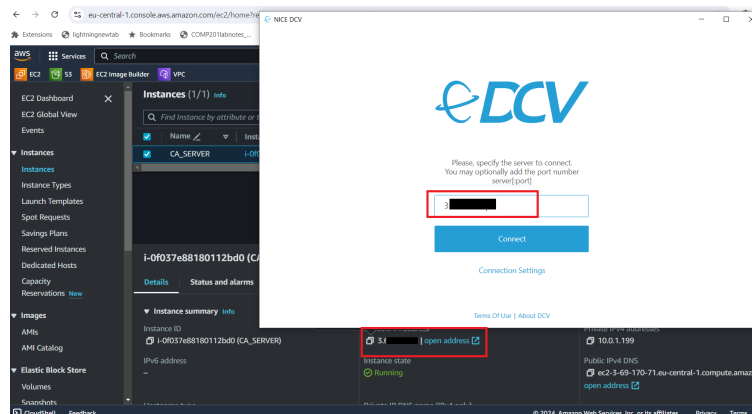 eu-central-1.console.aws.amazon.com/ec2/home?re
NICE DCV
Extensions
lightningnewtab
Bookmarks
COMP201labnotes_...
aws
Services
Search
EC2
S3
EC2 Image Builder
VPC
EC2 Dashboard
EC2 Global View
Events
Instances
Instances
Instance Types
Launch Templates
Spot Requests
Savings Plans
Reserved Instances
Dedicated Hosts
Capacity
Reservations New
Images
AMIs
AMI Catalog
Elastic Block Store
Volumes
Snapshots
Instances (1/1) Info
Find Instance by attribute or t
Name
Inst
CA_SERVER
i-0f0
i-0f037e88180112bd0 (CA
Details
Status and alarms
Instance summary Info
Instance ID
i-0f037e88180112bd0 (CA_SERVER)
IPv6 address
–
open address
Instance state
Running
Private IPv4 addresses
10.0.1.199
Public IPv4 DNS
ec2-3-69-170-71.eu-central-1.compute.amaz
open address
DCV
Please, specify the server to connect.
You may optionally add the port number
server[:port]
3
Connect
Connection Settings
Terms Of Use | About DCV
CloudShell
Feedback
© 2024, Amazon Web Services, Inc. or its affiliates.
Privacy
Terms